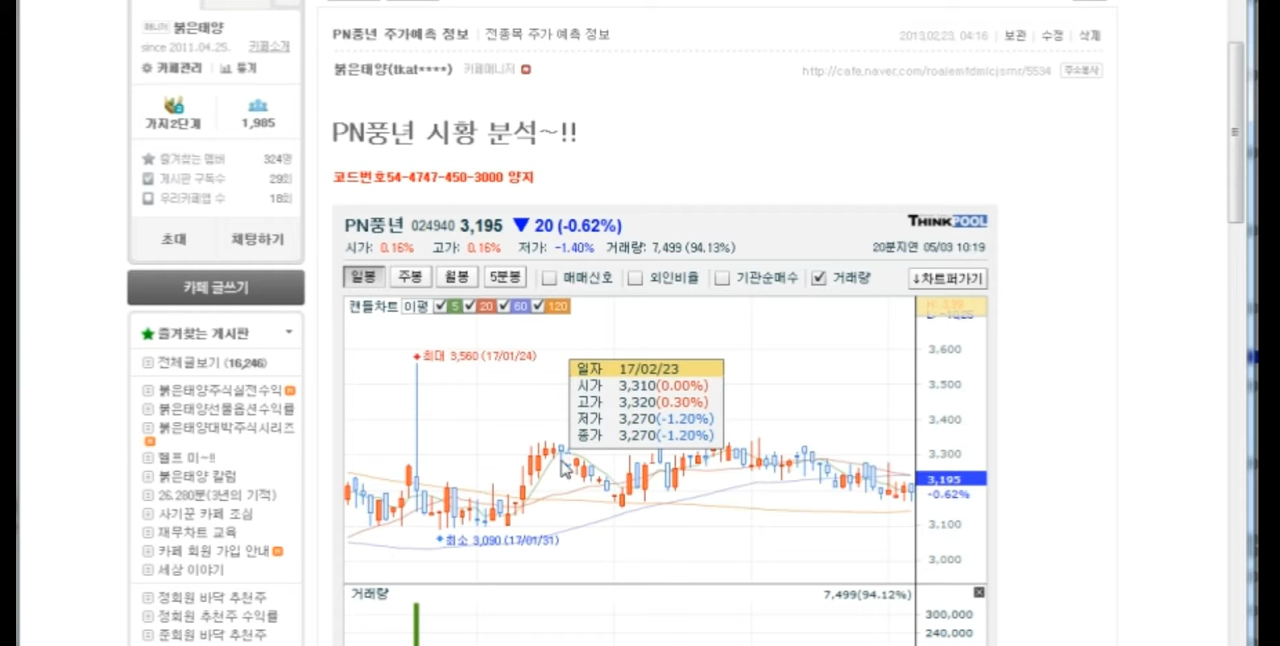 매니저 붉은태양
since 2011.04.25. 카페소개
카페관리 통계
가지2단계 1,985
즐겨찾는 멤버 324명
게시판 구독수 29회
우리카페앱 수 18회
초대 채팅하기
카페 글쓰기
즐겨찾는 게시판
전체글보기 (16,246)
붉은태양주식실전수익
붉은태양선물옵션수익률
붉은태양대박주식시리즈
헬프 미~!!
붉은태양 칼럼
26.280분(3년의 기적)
사기꾼 카페 조심
재무차트 교육
카페 회원 가입 안내
세상 이야기
정회원 바닥 추천주
정회원 추천주 수익률
준회원 바닥 추천주
PN풍년 주가예측 정보 | 전종목 주가 예측 정보
2013.02.23. 04:16 | 보관 | 수정 | 삭제
붉은태양(tkat****) 카페매니저
주소복사
PN풍년 시황 분석~!!
코드번호54-4747-450-3000 양지
PN풍년 024940 3,195 ▼ 20 (-0.62%)
THINKPOOL
시가: 0.16% 고가: 0.16% 저가: -1.40% 거래량: 7,499 (94.13%)
20분지연 05/03 10:19
일봉 주봉 월봉 5분봉 매매신호 외인비율 기관순매수 거래량 ↓차트퍼가기
캔들차트 이평 5 20 60 120
최대 3,560 (17/01/24)
일자 17/02/23
시가 3,310(0.00%)
고가 3,320(0.30%)
저가 3,270(-1.20%)
종가 3,270(-1.20%)
최소 3,090 (17/01/31)
3,600
3,500
3,400
3,300
3,195
-0.62%
3,100
3,000
거래량
7,499(94.12%)
300,000
240,000